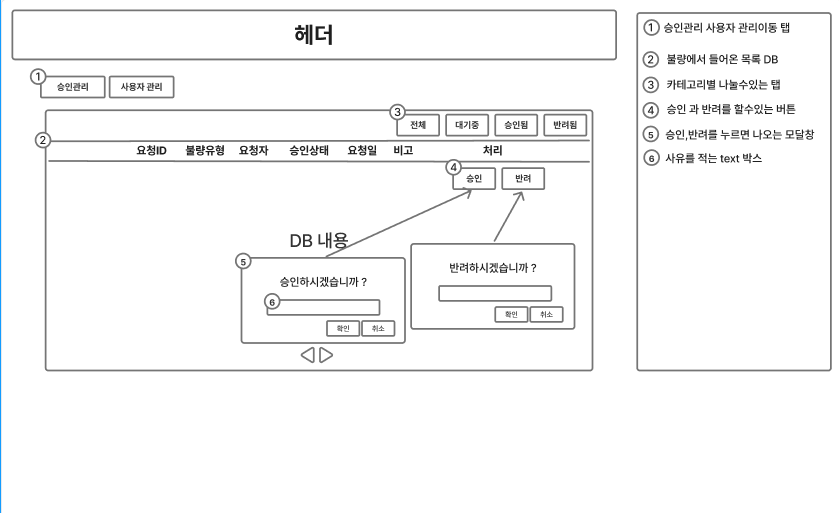 헤더
① 승인관리 사용자 관리이동 탭
② 불량에서 들어온 목록 DB
③ 카테고리별 나눌수있는 탭
④ 승인 과 반려를 할수있는 버튼
⑤ 승인,반려를 누르면 나오는 모달창
⑥ 사유를 적는 text 박스
① 승인관리 사용자 관리
③ 전체 대기중 승인됨 반려됨
② 요청ID 불량유형 요청자 승인상태 요청일 비고 처리
④ 승인 반려
DB 내용
⑤ 승인하시겠습니까 ?
⑥
확인 취소
반려하시겠습니까 ?
확인 취소